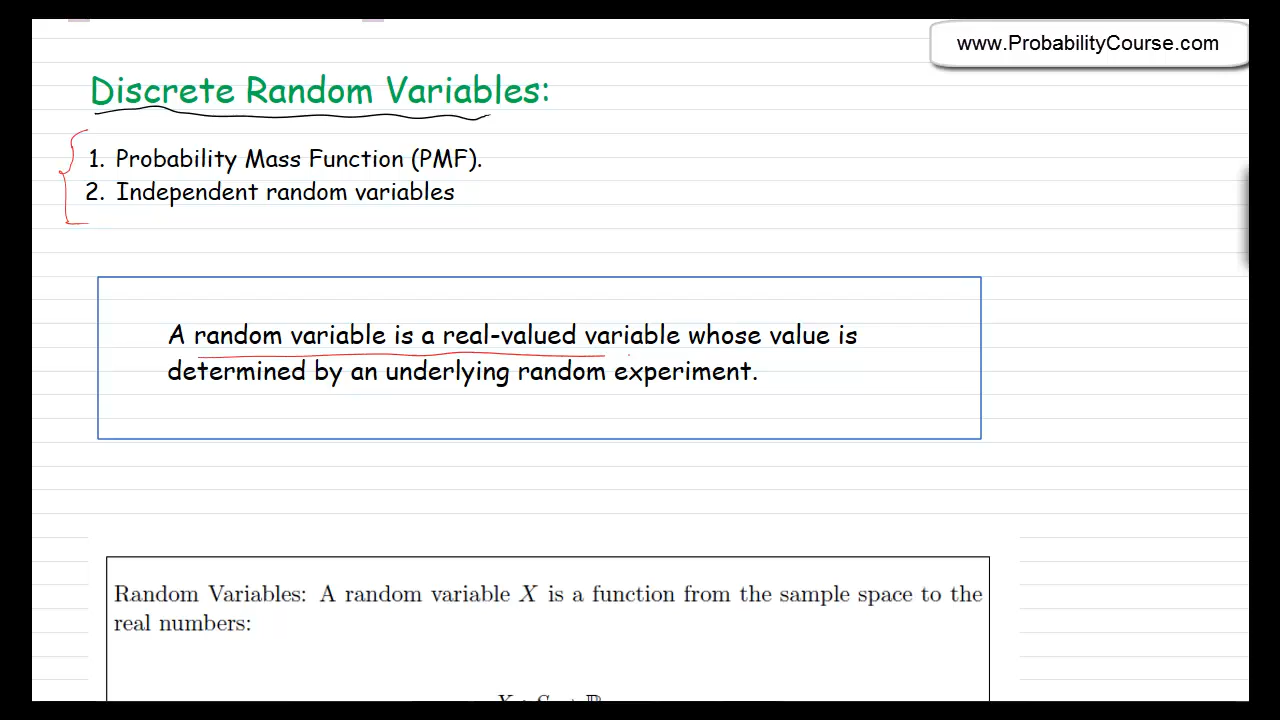 www.ProbabilityCourse.com
Discrete Random Variables:
1. Probability Mass Function (PMF).
2. Independent random variables
A random variable is a real-valued variable whose value is
determined by an underlying random experiment.
Random Variables: A random variable X is a function from the sample space to the
real numbers: